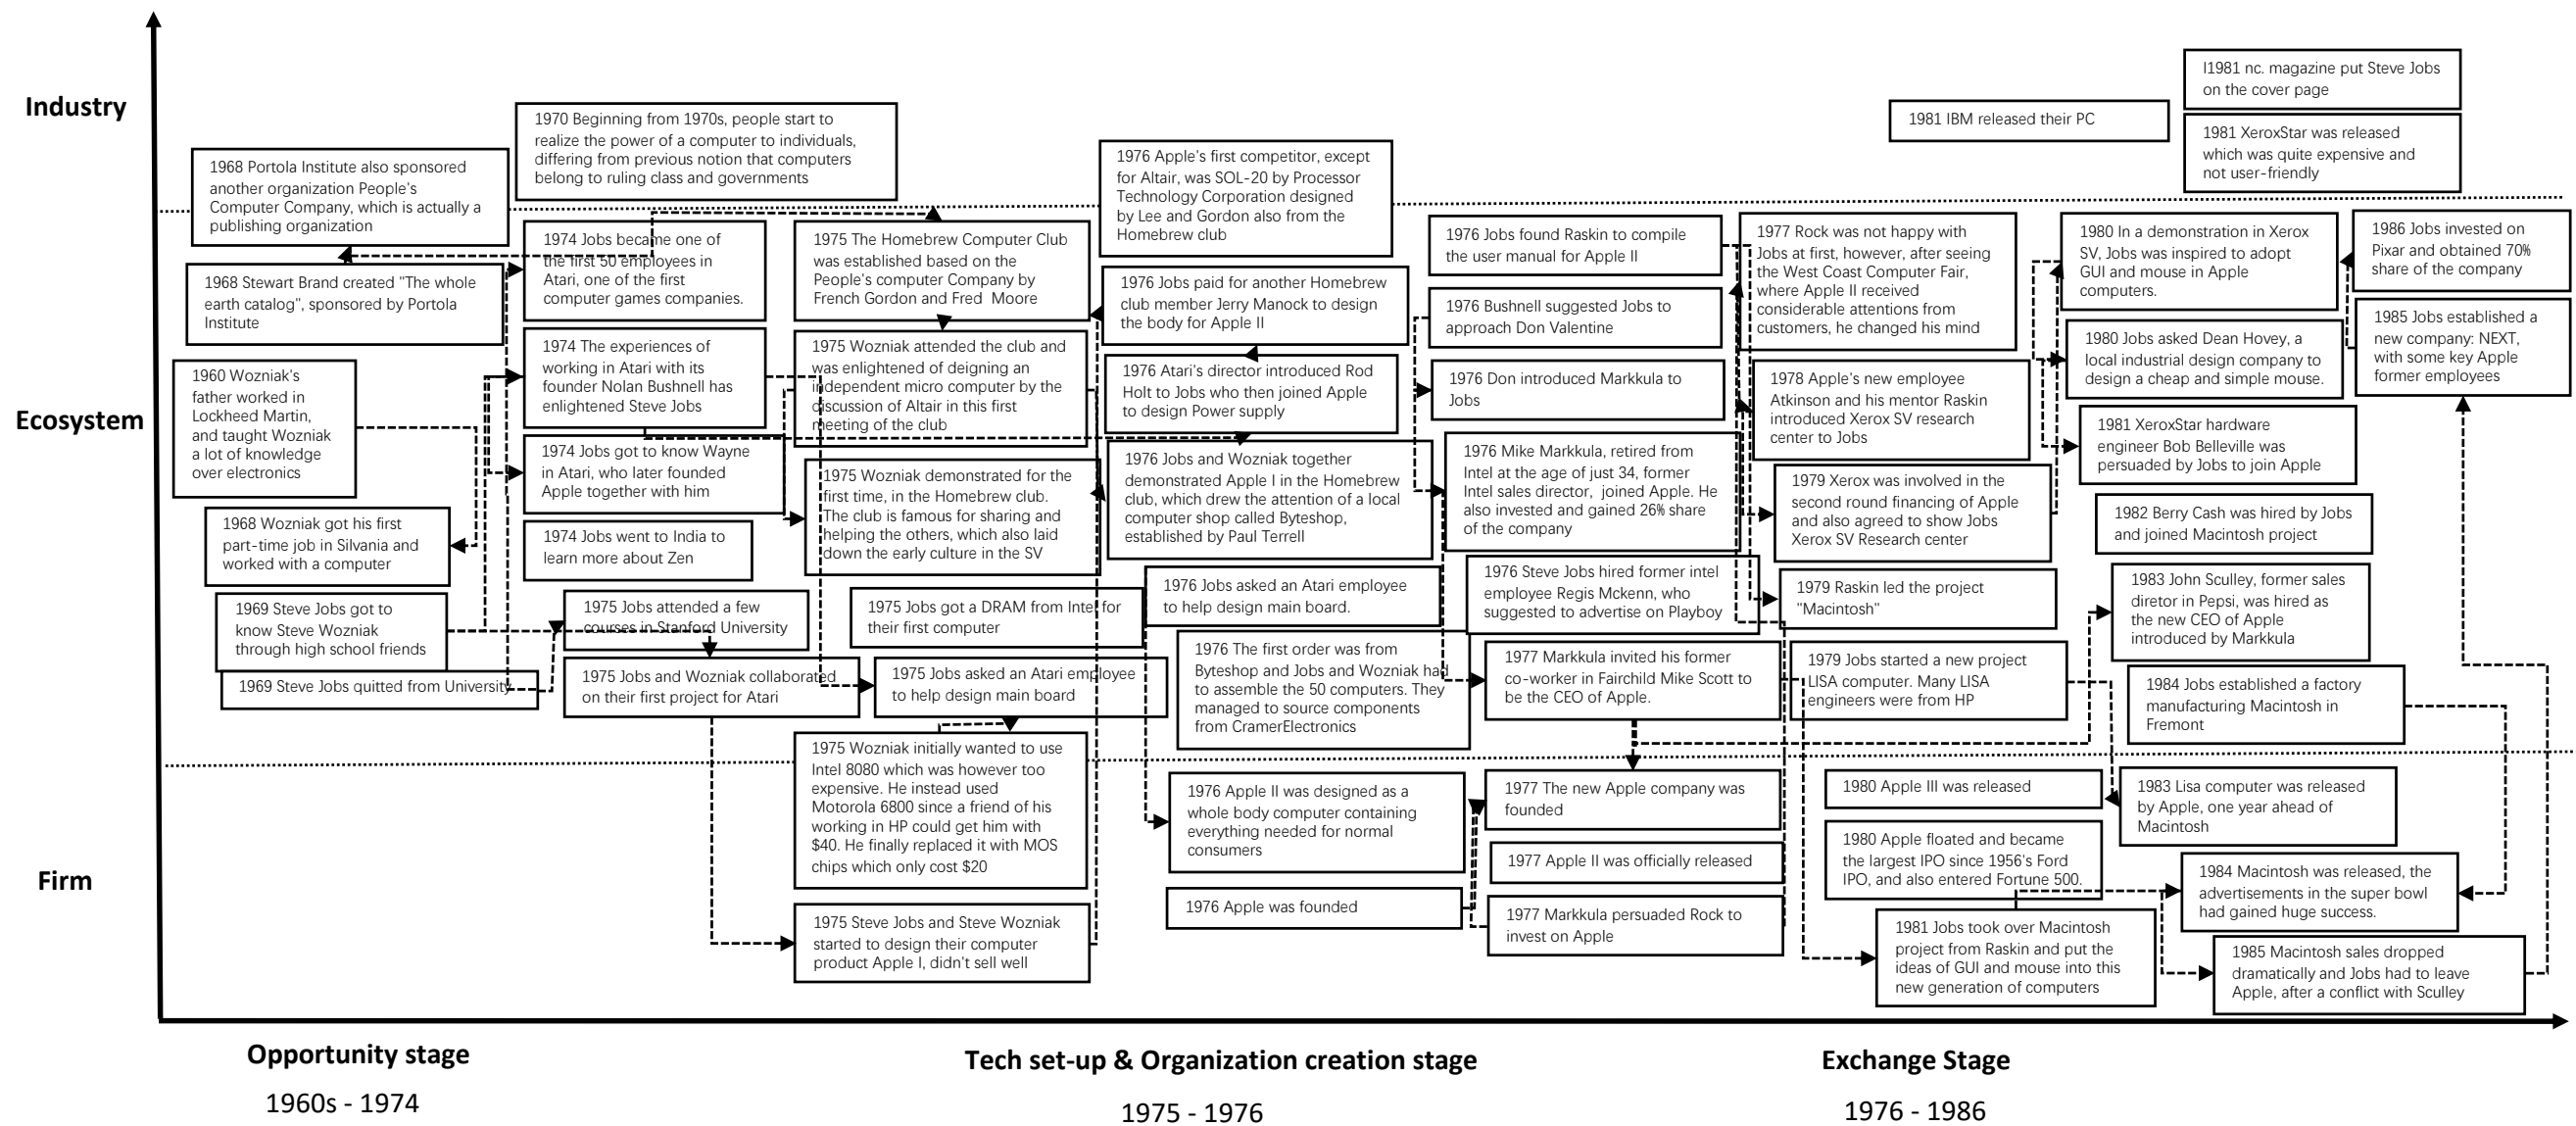 Industry
Ecosystem
Firm
1968 Portola Institute also sponsored
another organization People's
Computer Company, which is actually a
publishing organization
1968 Stewart Brand created "The whole
earth catalog", sponsored by Portola
Institute
1960 Wozniak's
father worked in
Lockheed Martin,
and taught Wozniak
a lot of knowledge
over electronics
1968 Wozniak got his first
part-time job in Silvania and
worked with a computer
1969 Steve Jobs got to
know Steve Wozniak
through high school friends
1969 Steve Jobs quitted from University
1970 Beginning from 1970s, people start to
realize the power of a computer to individuals,
differing from previous notion that computers
belong to ruling class and governments
1974 Jobs became one of
the first 50 employees in
Atari, one of the first
computer games companies.
1974 The experiences of
working in Atari with its
founder Nolan Bushnell has
enlightened Steve Jobs
1974 Jobs got to know Wayne
in Atari, who later founded
Apple together with him
1974 Jobs went to India to
learn more about Zen
1975 Jobs attended a few
courses in Stanford University
1975 Jobs and Wozniak collaborated
on their first project for Atari
1975 The Homebrew Computer Club
was established based on the
People's computer Company by
French Gordon and Fred Moore
1975 Wozniak attended the club and
was enlightened of deigning an
independent micro computer by the
discussion of Altair in this first
meeting of the club
1975 Wozniak demonstrated for the
first time, in the Homebrew club.
The club is famous for sharing and
helping the others, which also laid
down the early culture in the SV
1975 Jobs got a DRAM from Intel for
their first computer
1975 Jobs asked an Atari employee
to help design main board
1975 Wozniak initially wanted to use
Intel 8080 which was however too
expensive. He instead used
Motorola 6800 since a friend of his
working in HP could get him with
$40. He finally replaced it with MOS
chips which only cost $20
1975 Steve Jobs and Steve Wozniak
started to design their computer
product Apple I, didn't sell well
1976 Apple's first competitor, except
for Altair, was SOL-20 by Processor
Technology Corporation designed
by Lee and Gordon also from the
Homebrew club
1976 Jobs paid for another Homebrew
club member Jerry Manock to design
the body for Apple II
1976 Atari's director introduced Rod
Holt to Jobs who then joined Apple
to design Power supply
1976 Jobs and Wozniak together
demonstrated Apple I in the Homebrew
club, which drew the attention of a local
computer shop called Byteshop,
established by Paul Terrell
1976 Jobs asked an Atari employee
to help design main board.
1976 The first order was from
Byteshop and Jobs and Wozniak had
to assemble the 50 computers. They
managed to source components
from CramerElectronics
1976 Apple II was designed as a
whole body computer containing
everything needed for normal
consumers
1976 Apple was founded
1976 Jobs found Raskin to compile
the user manual for Apple II
1976 Bushnell suggested Jobs to
approach Don Valentine
1976 Don introduced Markkula to
Jobs
1976 Mike Markkula, retired from
Intel at the age of just 34, former
Intel sales director, joined Apple. He
also invested and gained 26% share
of the company
1976 Steve Jobs hired former intel
employee Regis Mckenn, who
suggested to advertise on Playboy
1977 Markkula invited his former
co-worker in Fairchild Mike Scott to
be the CEO of Apple.
1977 The new Apple company was
founded
1977 Apple II was officially released
1977 Markkula persuaded Rock to
invest on Apple
1977 Rock was not happy with
Jobs at first, however, after seeing
the West Coast Computer Fair,
where Apple II received
considerable attentions from
customers, he changed his mind
1978 Apple's new employee
Atkinson and his mentor Raskin
introduced Xerox SV research
center to Jobs
1979 Xerox was involved in the
second round financing of Apple
and also agreed to show Jobs
Xerox SV Research center
1979 Raskin led the project
"Macintosh"
1979 Jobs started a new project
LISA computer. Many LISA
engineers were from HP
1980 Apple III was released
1980 Apple floated and became
the largest IPO since 1956's Ford
IPO, and also entered Fortune 500.
1981 Jobs took over Macintosh
project from Raskin and put the
ideas of GUI and mouse into this
new generation of computers
1981 IBM released their PC
I1981 nc. magazine put Steve Jobs
on the cover page
1981 XeroxStar was released
which was quite expensive and
not user-friendly
1980 In a demonstration in Xerox
SV, Jobs was inspired to adopt
GUI and mouse in Apple
computers.
1980 Jobs asked Dean Hovey, a
local industrial design company to
design a cheap and simple mouse.
1981 XeroxStar hardware
engineer Bob Belleville was
persuaded by Jobs to join Apple
1982 Berry Cash was hired by Jobs
and joined Macintosh project
1983 John Sculley, former sales
diretor in Pepsi, was hired as
the new CEO of Apple
introduced by Markkula
1984 Jobs established a factory
manufacturing Macintosh in
Fremont
1983 Lisa computer was released
by Apple, one year ahead of
Macintosh
1984 Macintosh was released, the
advertisements in the super bowl
had gained huge success.
1985 Macintosh sales dropped
dramatically and Jobs had to leave
Apple, after a conflict with Sculley
1986 Jobs invested on
Pixar and obtained 70%
share of the company
1985 Jobs established a
new company: NEXT,
with some key Apple
former employees
Opportunity stage
1960s - 1974
Tech set-up & Organization creation stage
1975 - 1976
Exchange Stage
1976 - 1986